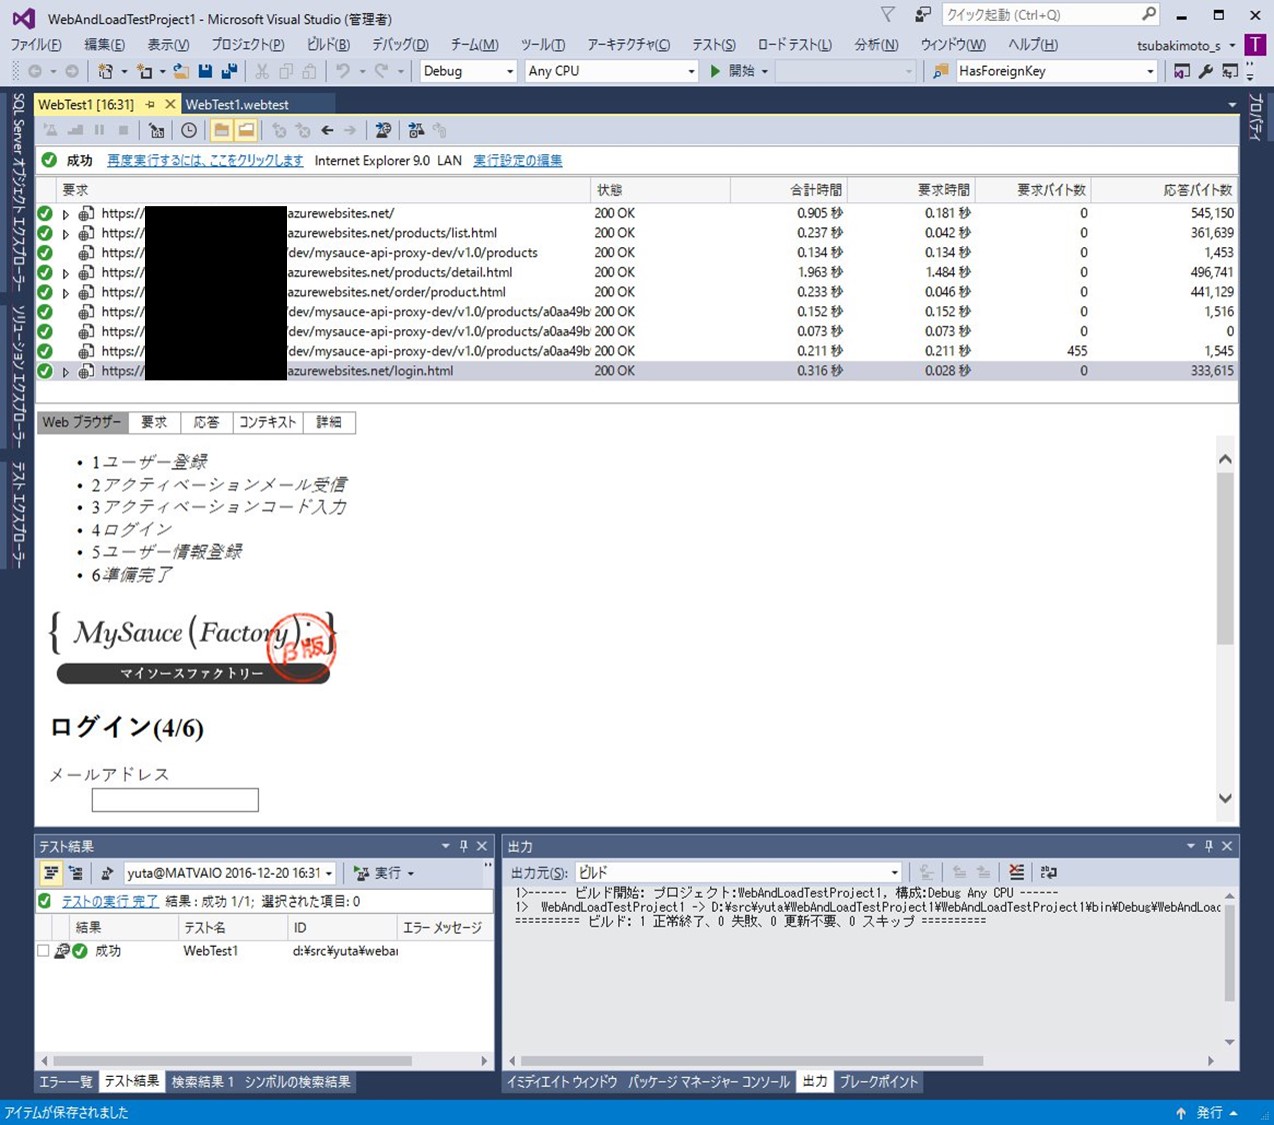 WebAndLoadTestProject1 - Microsoft Visual Studio (管理者)
クイック起動 (Ctrl+Q)
ファイル(F) 編集(E) 表示(V) プロジェクト(P) ビルド(B) デバッグ(D) チーム(M) ツール(T) アーキテクチャ(C) テスト(S) ロード テスト(L) 分析(N) ウィンドウ(W) ヘルプ(H) tsubakimoto_s T
Debug Any CPU 開始 HasForeignKey
SQL Server オブジェクト エクスプローラー
ソリューション エクスプローラー
テスト エクスプローラー
プロパティ
WebTest1 [16:31] WebTest1.webtest
成功 再度実行するには、ここをクリックします Internet Explorer 9.0 LAN 実行設定の編集
要求 状態 合計時間 要求時間 要求バイト数 応答バイト数
https:// azurewebsites.net/ 200 OK 0.905 秒 0.181 秒 0 545,150
https:// azurewebsites.net/products/list.html 200 OK 0.237 秒 0.042 秒 0 361,639
https:// /dev/mysauce-api-proxy-dev/v1.0/products 200 OK 0.134 秒 0.134 秒 0 1,453
https:// azurewebsites.net/products/detail.html 200 OK 1.963 秒 1.484 秒 0 496,741
https:// azurewebsites.net/order/product.html 200 OK 0.233 秒 0.046 秒 0 441,129
https:// /dev/mysauce-api-proxy-dev/v1.0/products/a0aa49b 200 OK 0.152 秒 0.152 秒 0 1,516
https:// /dev/mysauce-api-proxy-dev/v1.0/products/a0aa49b 200 OK 0.073 秒 0.073 秒 0 0
https:// /dev/mysauce-api-proxy-dev/v1.0/products/a0aa49b 200 OK 0.211 秒 0.211 秒 455 1,545
https:// azurewebsites.net/login.html 200 OK 0.316 秒 0.028 秒 0 333,615
Web ブラウザー 要求 応答 コンテキスト 詳細
• 1ユーザー登録
• 2アクティベーションメール受信
• 3アクティベーションコード入力
• 4ログイン
• 5ユーザー情報登録
• 6準備完了
{ MySauce (Factory); }
β版
マイソースファクトリー
ログイン(4/6)
メールアドレス
テスト結果
yuta@MATVAIO 2016-12-20 16:31 実行
テストの実行 完了 結果 : 成功 1/1; 選択された項目: 0
結果 テスト名 ID エラー メッセージ
成功 WebTest1 d:¥src¥yuta¥weban
エラー一覧 テスト結果 検索結果 1 シンボルの検索結果
出力
出力元(S): ビルド
1>------ ビルド開始: プロジェクト:WebAndLoadTestProject1, 構成:Debug Any CPU ------
1> WebAndLoadTestProject1 -> D:¥src¥yuta¥WebAndLoadTestProject1¥WebAndLoadTestProject1¥bin¥Debug¥WebAndLoad
========== ビルド: 1 正常終了、0 失敗、0 更新不要、0 スキップ ==========
イミディエイト ウィンドウ パッケージ マネージャー コンソール 出力 ブレークポイント
アイテムが保存されました 発行